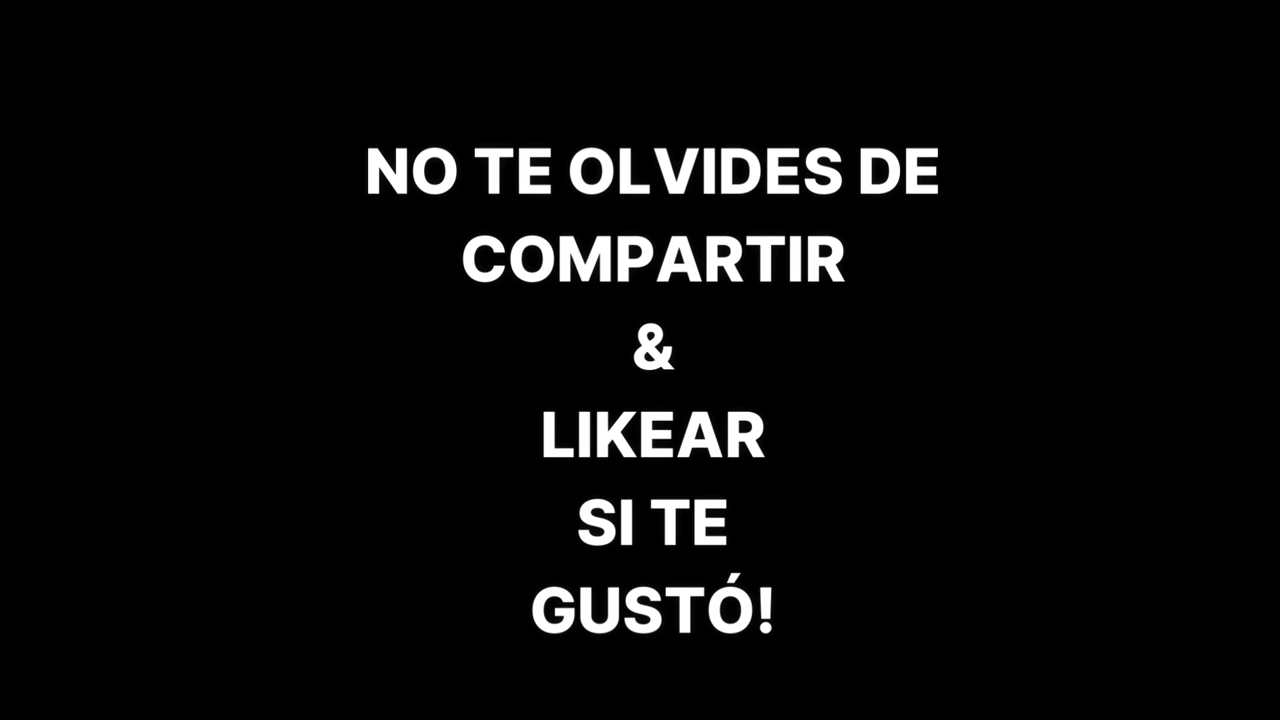 NO TE OLVIDES DE
COMPARTIR
&
LIKEAR
SI TE
GUSTÓ!